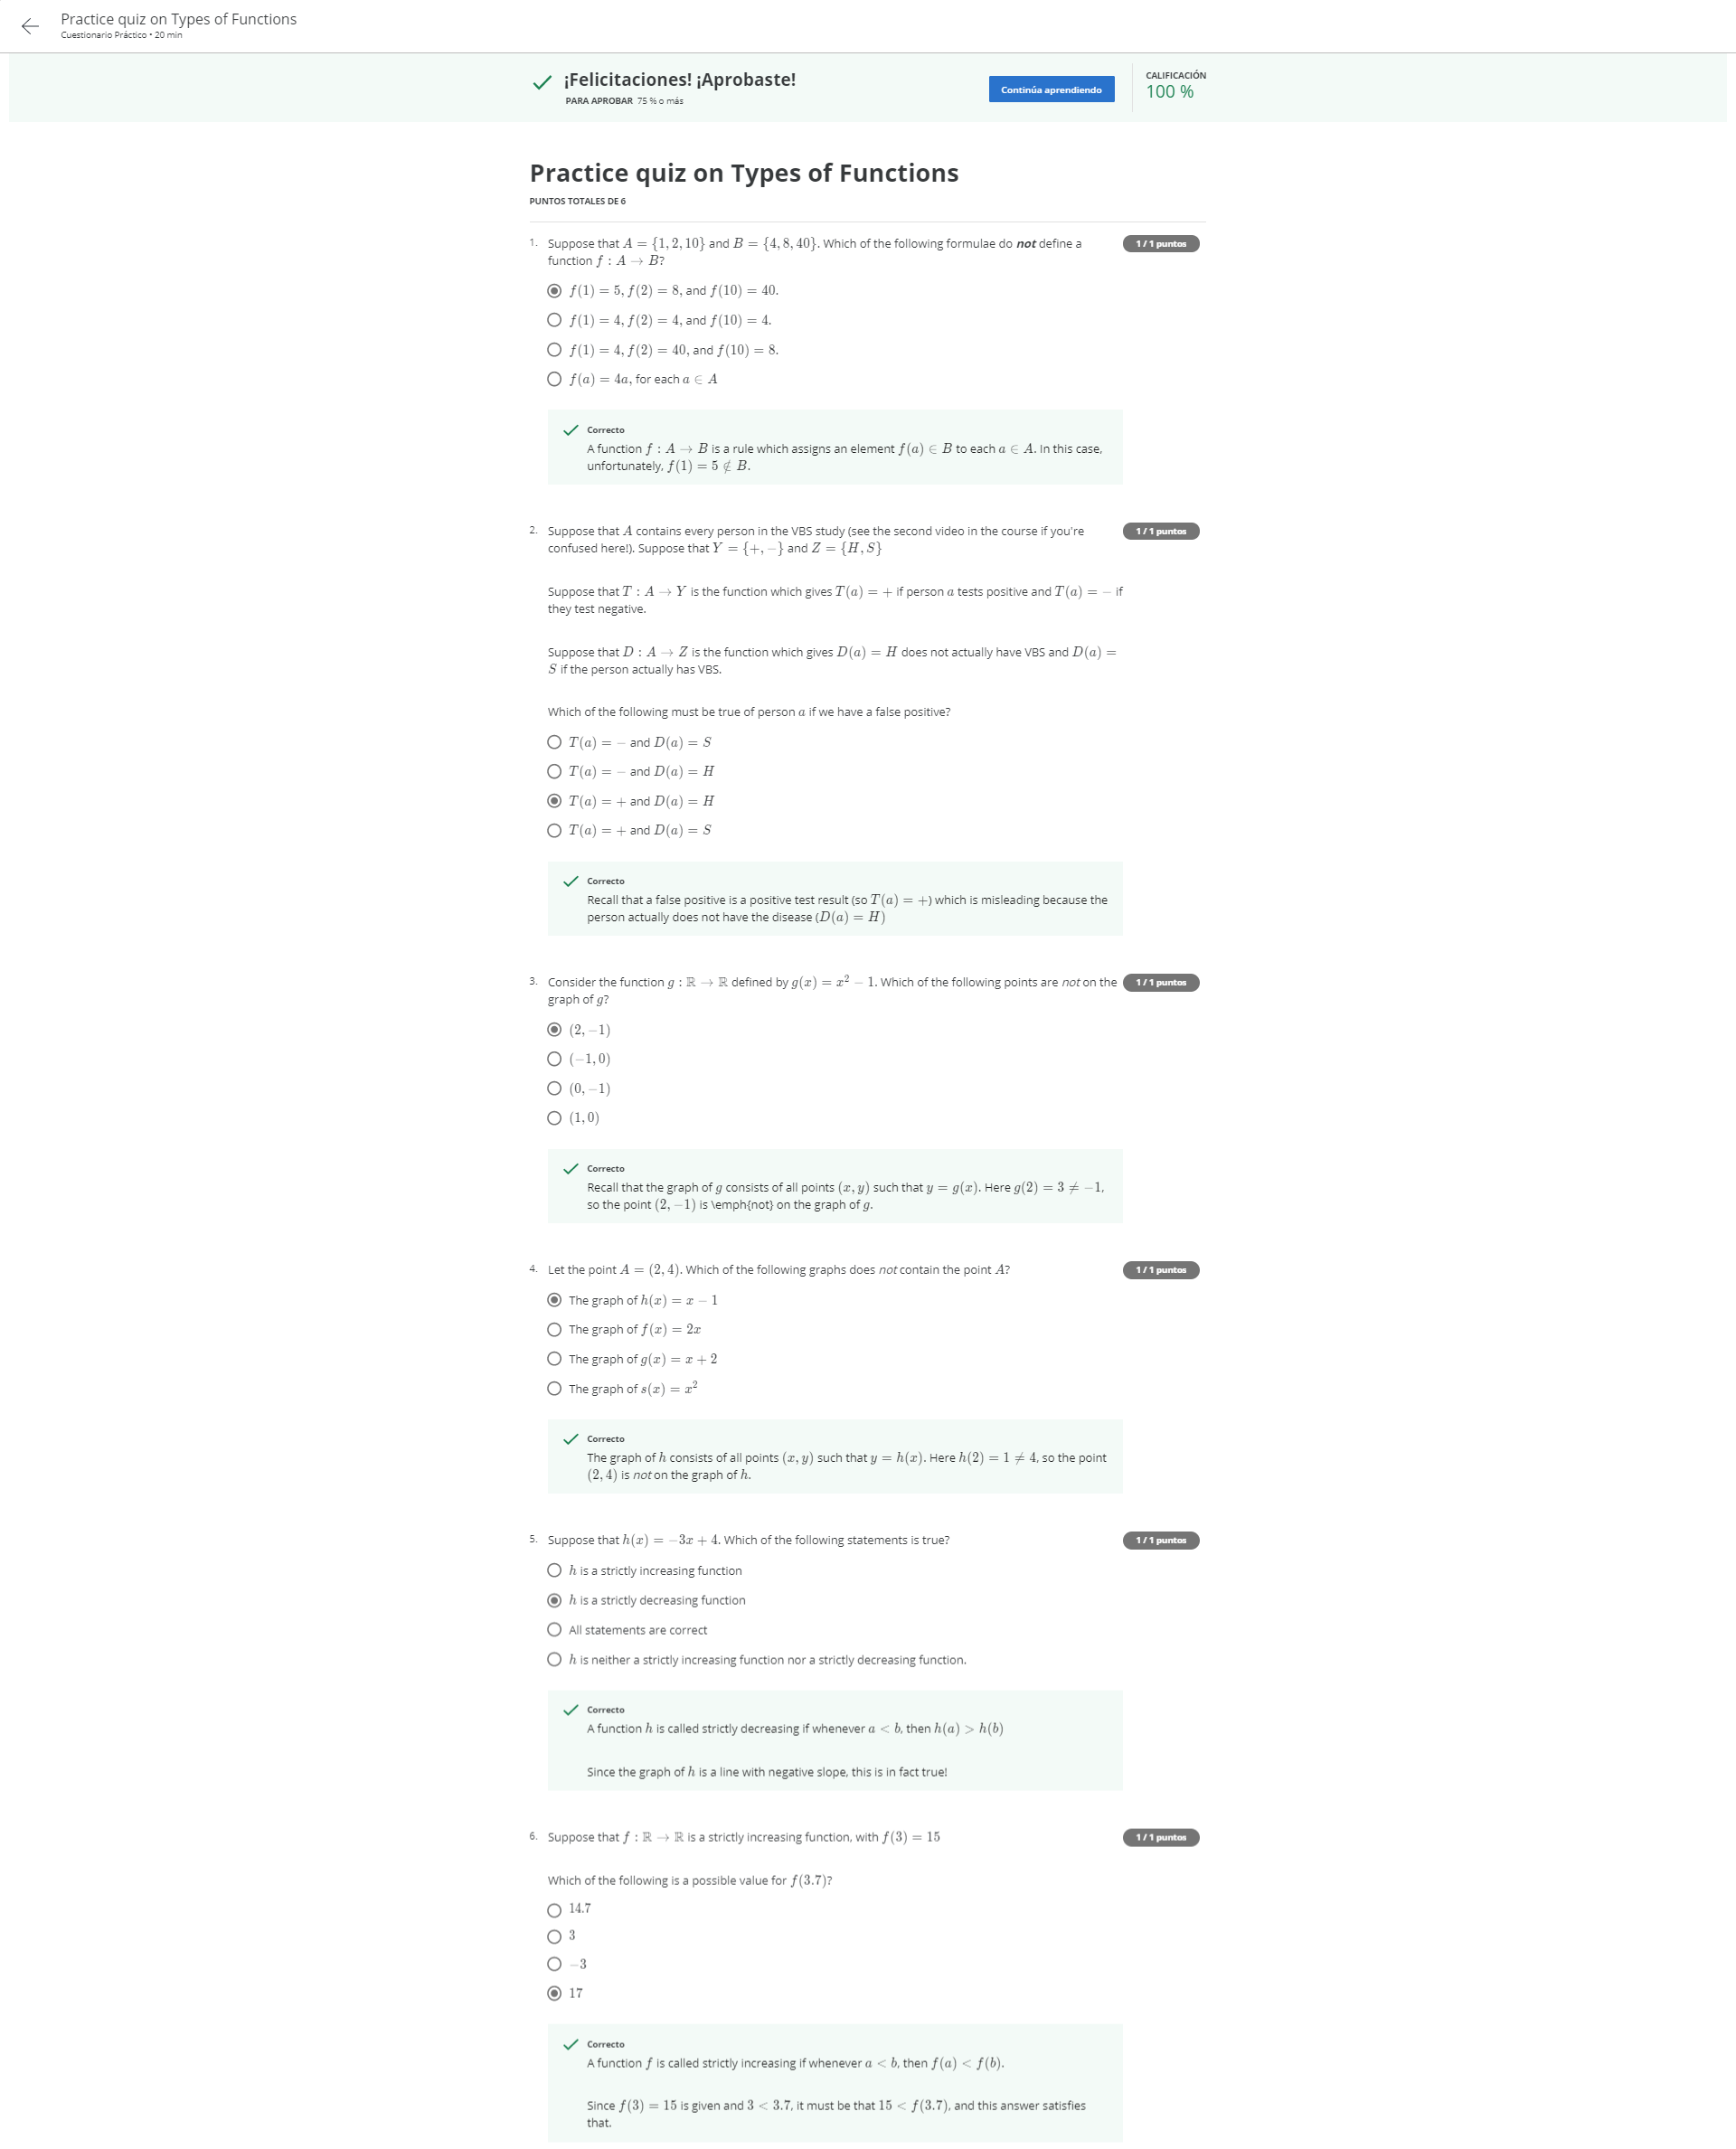 Practice quiz on Types of Functions
Cuestionario Práctico • 20 min
¡Felicitaciones! ¡Aprobaste!
PARA APROBAR 75 % o más
Continúa aprendiendo
CALIFICACIÓN
100 %
Practice quiz on Types of Functions
PUNTOS TOTALES DE 6
1. Suppose that A = {1, 2, 10} and B = {4, 8, 40}. Which of the following formulae do not define a
function f : A → B?
1 / 1 puntos
f(1) = 5, f(2) = 8, and f(10) = 40.
f(1) = 4, f(2) = 4, and f(10) = 4.
f(1) = 4, f(2) = 40, and f(10) = 8.
f(a) = 4a, for each a ∈ A
Correcto
A function f : A → B is a rule which assigns an element f(a) ∈ B to each a ∈ A. In this case,
unfortunately, f(1) = 5 ∉ B.
2. Suppose that A contains every person in the VBS study (see the second video in the course if you're
confused here!). Suppose that Y = {+, −} and Z = {H, S}
1 / 1 puntos
Suppose that T : A → Y is the function which gives T(a) = + if person a tests positive and T(a) = − if
they test negative.
Suppose that D : A → Z is the function which gives D(a) = H does not actually have VBS and D(a) =
S if the person actually has VBS.
Which of the following must be true of person a if we have a false positive?
T(a) = − and D(a) = S
T(a) = − and D(a) = H
T(a) = + and D(a) = H
T(a) = + and D(a) = S
Correcto
Recall that a false positive is a positive test result (so T(a) = +) which is misleading because the
person actually does not have the disease (D(a) = H)
3. Consider the function g : ℝ → ℝ defined by g(x) = x² − 1. Which of the following points are not on the
graph of g?
1 / 1 puntos
(2, −1)
(−1, 0)
(0, −1)
(1, 0)
Correcto
Recall that the graph of g consists of all points (x, y) such that y = g(x). Here g(2) = 3 ≠ −1,
so the point (2, −1) is \emph{not} on the graph of g.
4. Let the point A = (2, 4). Which of the following graphs does not contain the point A?
1 / 1 puntos
The graph of h(x) = x − 1
The graph of f(x) = 2x
The graph of g(x) = x + 2
The graph of s(x) = x²
Correcto
The graph of h consists of all points (x, y) such that y = h(x). Here h(2) = 1 ≠ 4, so the point
(2, 4) is not on the graph of h.
5. Suppose that h(x) = −3x + 4. Which of the following statements is true?
1 / 1 puntos
h is a strictly increasing function
h is a strictly decreasing function
All statements are correct
h is neither a strictly increasing function nor a strictly decreasing function.
Correcto
A function h is called strictly decreasing if whenever a < b, then h(a) > h(b)
Since the graph of h is a line with negative slope, this is in fact true!
6. Suppose that f : ℝ → ℝ is a strictly increasing function, with f(3) = 15
1 / 1 puntos
Which of the following is a possible value for f(3.7)?
14.7
3
−3
17
Correcto
A function f is called strictly increasing if whenever a < b, then f(a) < f(b).
Since f(3) = 15 is given and 3 < 3.7, it must be that 15 < f(3.7), and this answer satisfies
that.